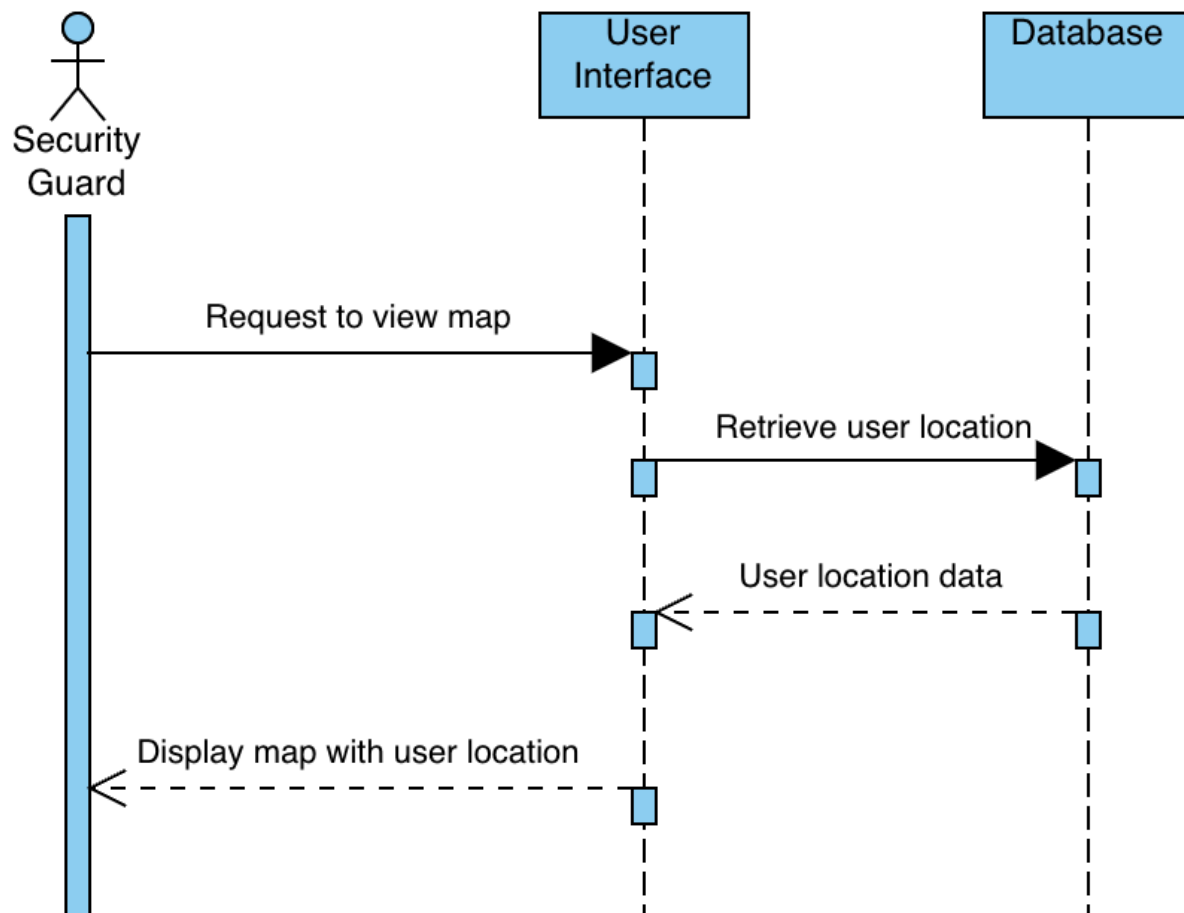 User
Interface
Database
Security
Guard
Request to view map
Retrieve user location
User location data
Display map with user location